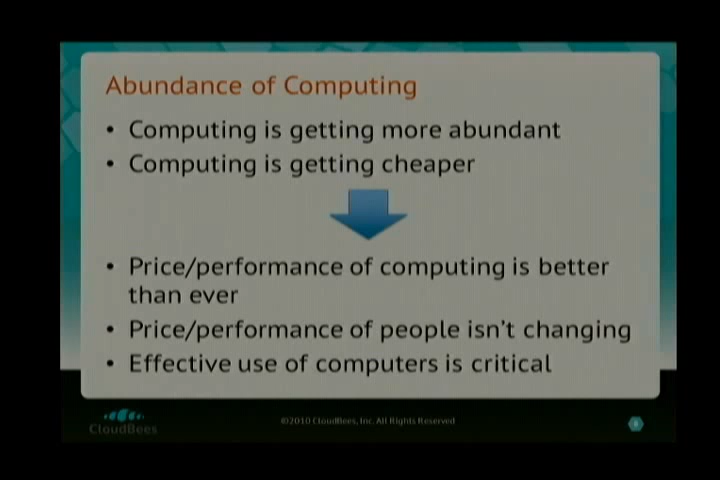 Abundance of Computing
• Computing is getting more abundant
• Computing is getting cheaper
• Price/performance of computing is better
than ever
• Price/performance of people isn't changing
• Effective use of computers is critical
CloudBees
©2010 CloudBees, Inc. All Rights Reserved